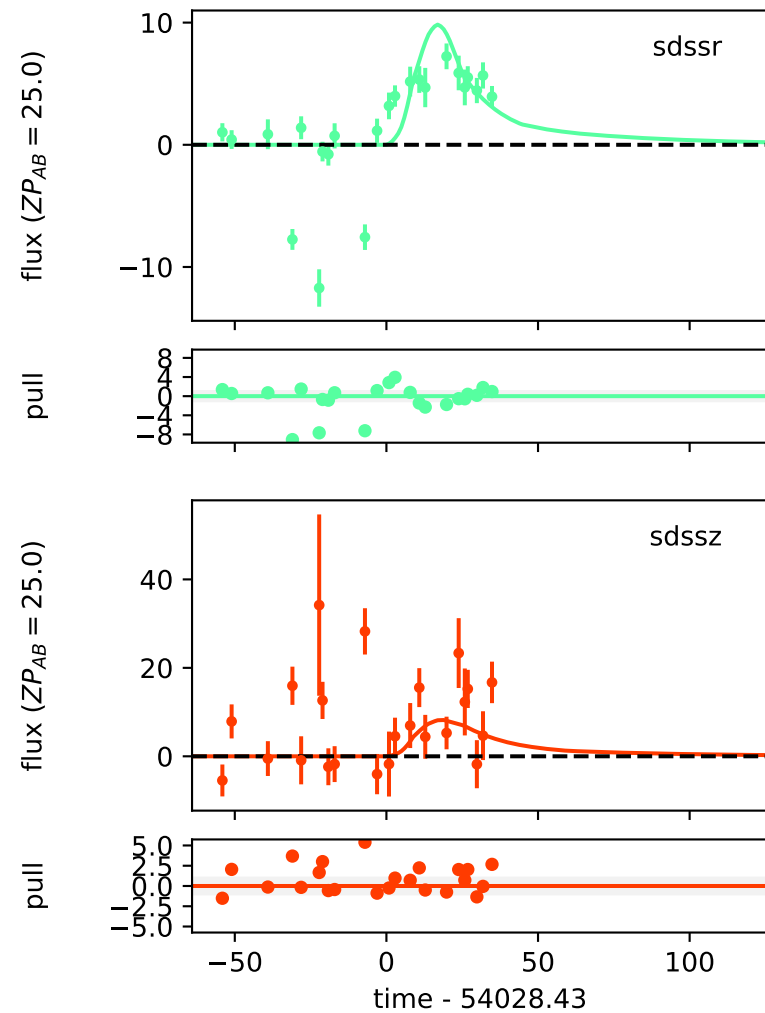 10
sdssr
0
−10
flux (ZP_AB = 25.0)
8
4
0
−4
−8
pull
sdssz
40
20
0
flux (ZP_AB = 25.0)
5.0
2.5
0.0
−2.5
−5.0
pull
−50
0
50
100
time - 54028.43